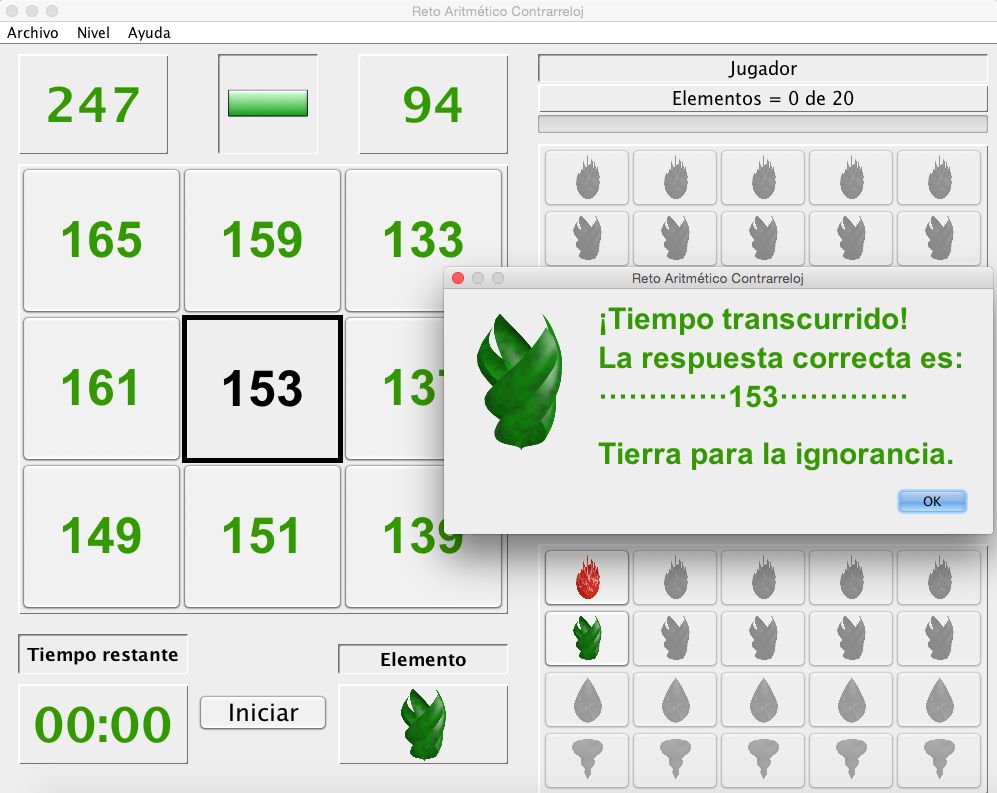 Reto Aritmético Contrarreloj
Archivo Nivel Ayuda
247 94
Jugador
Elementos = 0 de 20
165 159 133
161 153
149 151 139
Reto Aritmético Contrarreloj
¡Tiempo transcurrido!
La respuesta correcta es:
·············153·············
Tierra para la ignorancia.
OK
Tiempo restante
00:00
Iniciar
Elemento